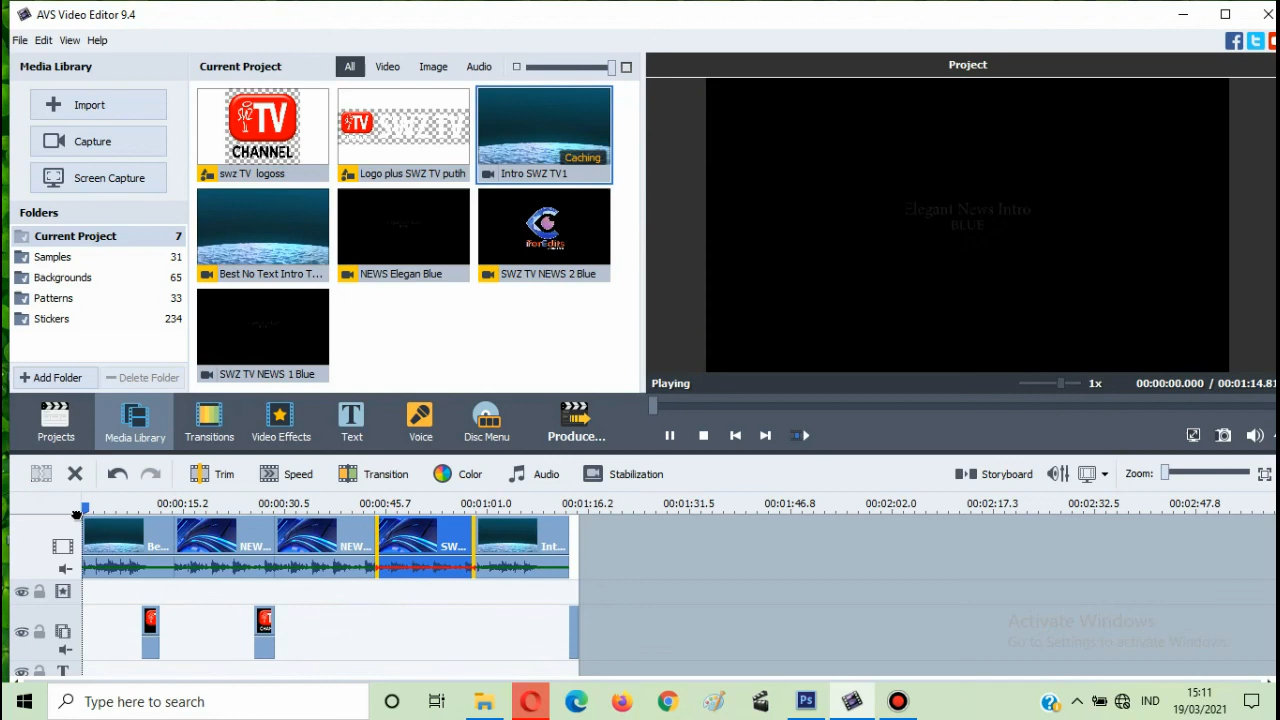 AVS Video Editor 9.4
File Edit View Help
Media Library
Import
Capture
Screen Capture
Folders
Current Project 7
Samples 31
Backgrounds 65
Patterns 33
Stickers 234
Add Folder
Delete Folder
Current Project
All Video Image Audio
SWZ TV
CHANNEL
swz TV logoss
TV SWZ TV
Logo plus SWZ TV putih
Caching
Intro SWZ TV1
Best No Text Intro T...
NEWS Elegan Blue
SWZ TV NEWS 2 Blue
SWZ TV NEWS 1 Blue
Project
Elegant News Intro
BLUE
Playing
1x
00:00:00.000 / 00:01:14.81
Projects
Media Library
Transitions
Video Effects
Text
Voice
Disc Menu
Produce...
Trim
Speed
Transition
Color
Audio
Stabilization
Storyboard
Zoom:
00:00:15.2 00:00:30.5 00:00:45.7 00:01:01.0 00:01:16.2 00:01:31.5 00:01:46.7 00:02:02.0 00:02:17.3 00:02:32.5 00:02:47.8
Be... NEW... NEW... SW... Int...
Activate Windows
Go to Settings to activate Windows.
T
Type here to search
Ps
IND
15:11
19/03/2021